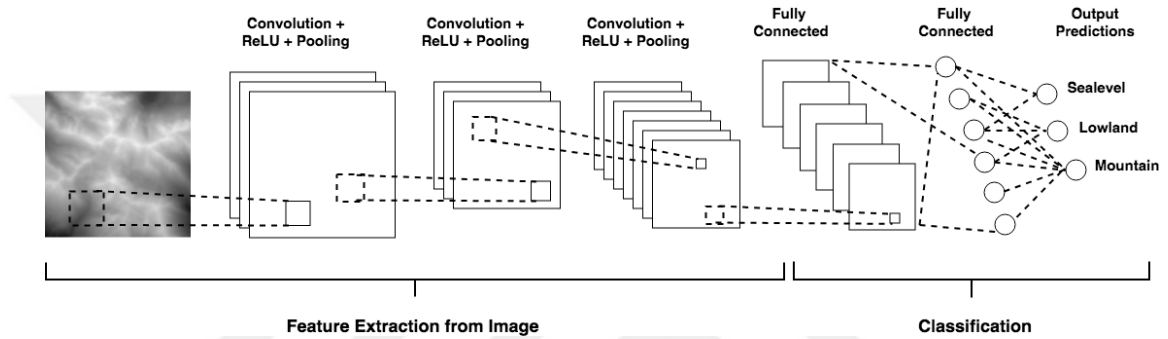 Convolution +
ReLU + Pooling
Convolution +
ReLU + Pooling
Convolution +
ReLU + Pooling
Fully
Connected
Fully
Connected
Output
Predictions
Sealevel
Lowland
Mountain
Feature Extraction from Image
Classification